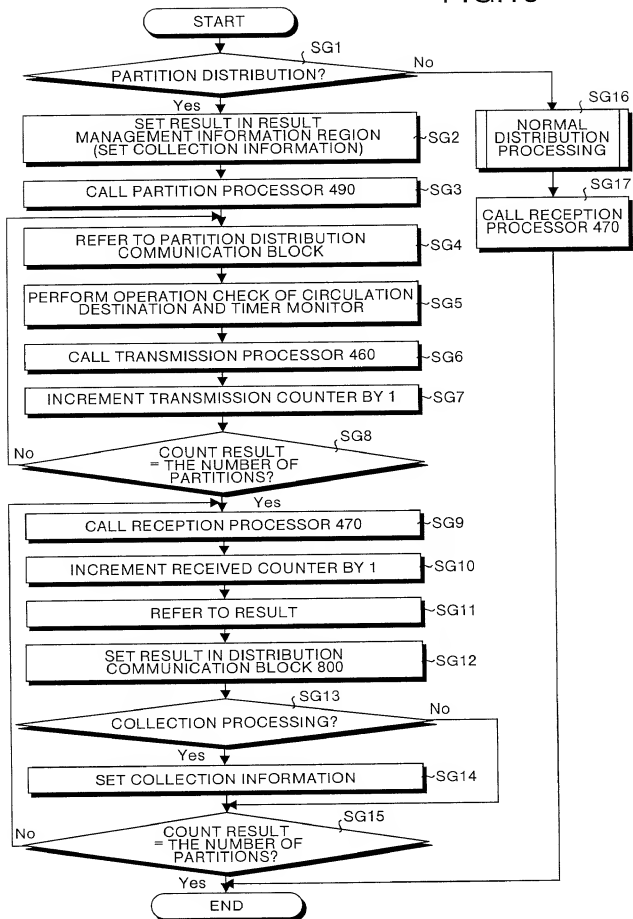 START
SG1
PARTITION DISTRIBUTION?
No
Yes
SET RESULT IN RESULT
MANAGEMENT INFORMATION REGION
(SET COLLECTION INFORMATION)
SG2
SG16
NORMAL
DISTRIBUTION
PROCESSING
CALL PARTITION PROCESSOR 490
SG3
SG17
CALL RECEPTION
PROCESSOR 470
REFER TO PARTITION DISTRIBUTION
COMMUNICATION BLOCK
SG4
PERFORM OPERATION CHECK OF CIRCULATION
DESTINATION AND TIMER MONITOR
SG5
CALL TRANSMISSION PROCESSOR 460
SG6
INCREMENT TRANSMISSION COUNTER BY 1
SG7
SG8
No
COUNT RESULT
= THE NUMBER OF
PARTITIONS?
Yes
CALL RECEPTION PROCESSOR 470
SG9
INCREMENT RECEIVED COUNTER BY 1
SG10
REFER TO RESULT
SG11
SET RESULT IN DISTRIBUTION
COMMUNICATION BLOCK 800
SG12
SG13
COLLECTION PROCESSING?
No
Yes
SET COLLECTION INFORMATION
SG14
SG15
No
COUNT RESULT
= THE NUMBER OF
PARTITIONS?
Yes
END